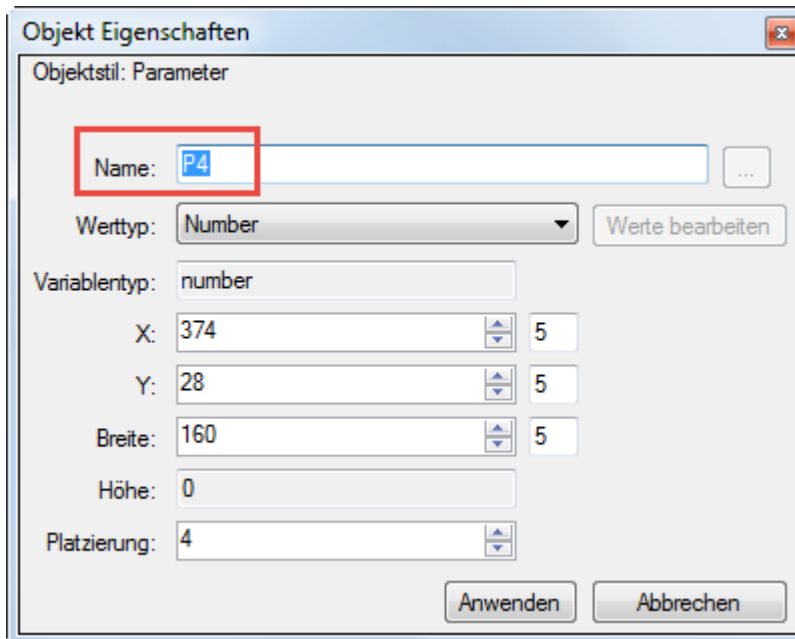 Objekt Eigenschaften
Objektstil: Parameter
Name: P4 ...
Werttyp: Number Werte bearbeiten
Variablentyp: number
X: 374 5
Y: 28 5
Breite: 160 5
Höhe: 0
Platzierung: 4
Anwenden Abbrechen